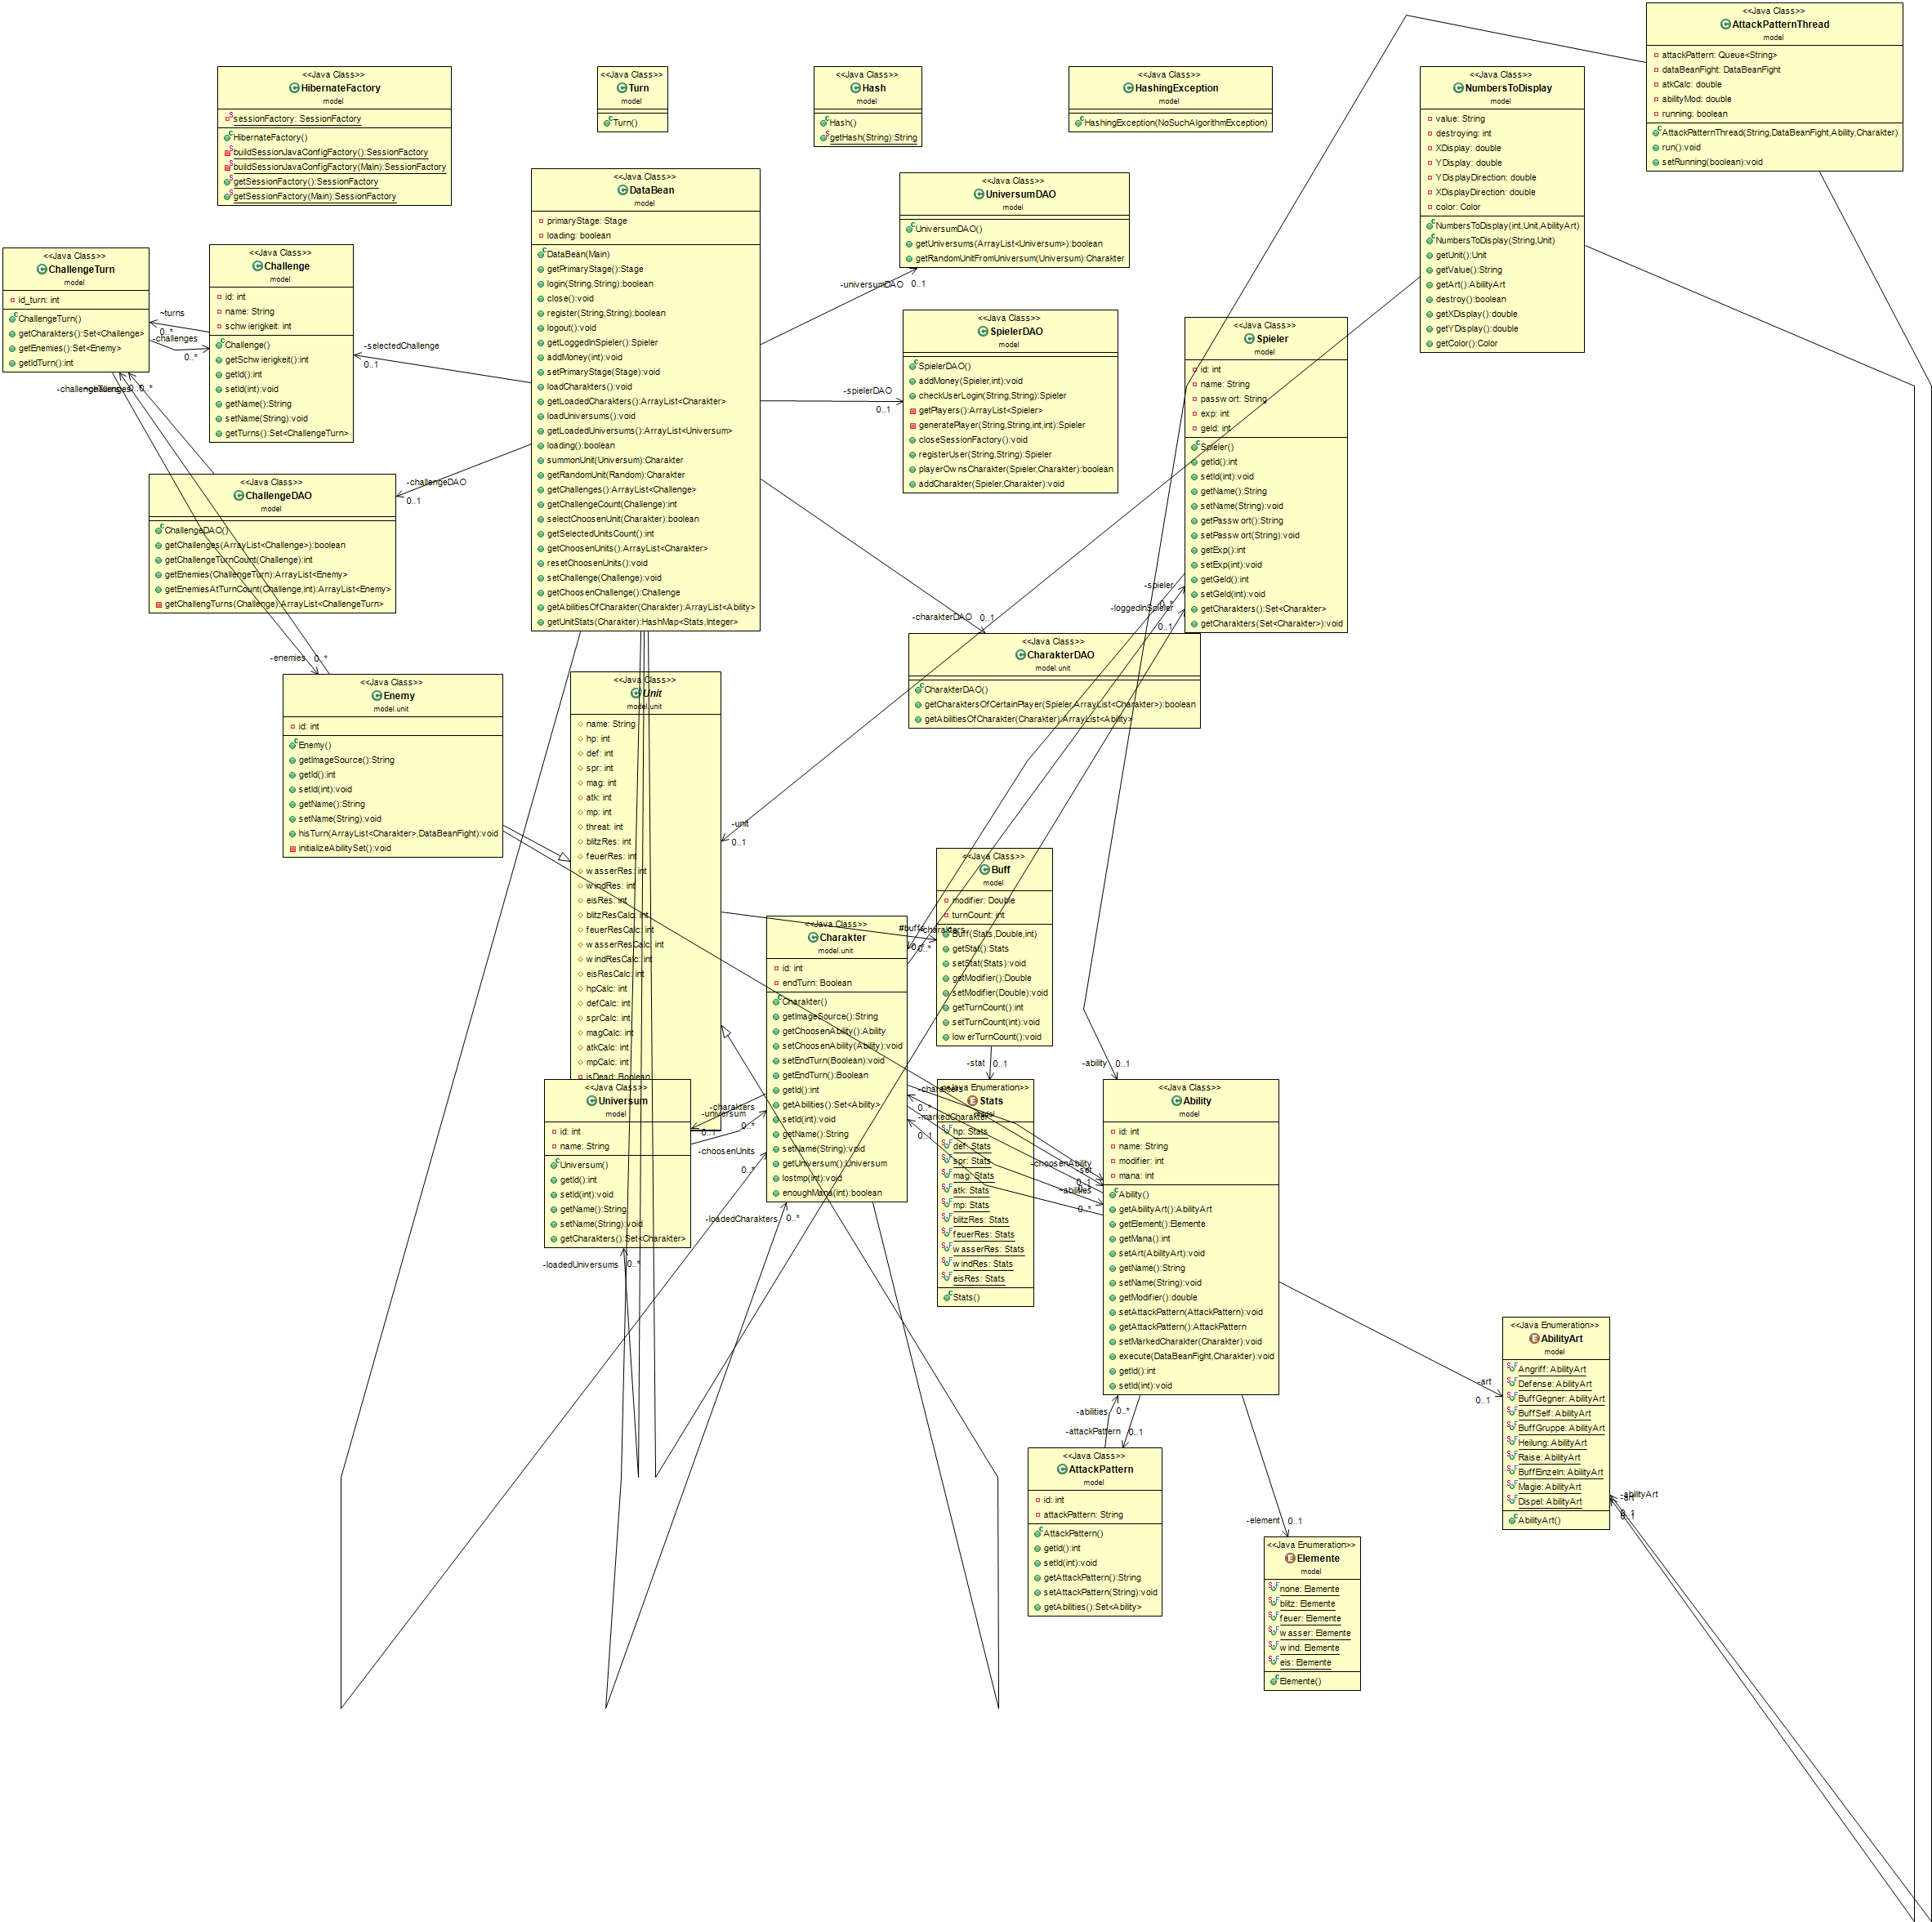 <<Java Class>>
AttackPatternThread
model
attackPattern: Queue<String>
dataBeanFight: DataBeanFight
atkCalc: double
abilityMod: double
running: boolean
AttackPatternThread(String,DataBeanFight,Ability,Charakter)
run():void
setRunning(boolean):void
<<Java Class>>
HibernateFactory
model
sessionFactory: SessionFactory
HibernateFactory()
buildSessionJavaConfigFactory():SessionFactory
buildSessionJavaConfigFactory(Main):SessionFactory
getSessionFactory():SessionFactory
getSessionFactory(Main):SessionFactory
<<Java Class>>
Turn
model
Turn()
<<Java Class>>
Hash
model
Hash()
getHash(String):String
<<Java Class>>
HashingException
model
HashingException(NoSuchAlgorithmException)
<<Java Class>>
NumbersToDisplay
model
value: String
destroying: int
XDisplay: double
YDisplay: double
YDisplayDirection: double
XDisplayDirection: double
color: Color
NumbersToDisplay(int,Unit,AbilityArt)
NumbersToDisplay(String,Unit)
getUnit():Unit
getValue():String
getArt():AbilityArt
destroy():boolean
getXDisplay():double
getYDisplay():double
getColor():Color
<<Java Class>>
DataBean
model
primaryStage: Stage
loading: boolean
DataBean(Main)
getPrimaryStage():Stage
login(String,String):boolean
close():void
register(String,String):boolean
logout():void
getLoggedInSpieler():Spieler
addMoney(int):void
setPrimaryStage(Stage):void
loadCharakters():void
getLoadedCharakters():ArrayList<Charakter>
loadUniversums():void
getLoadedUniversums():ArrayList<Universum>
loading():boolean
summonUnit(Universum):Charakter
getRandomUnit(Random):Charakter
getChallenges():ArrayList<Challenge>
getChallengeCount(Challenge):int
selectChoosenUnit(Charakter):boolean
getSelectedUnitsCount():int
getChoosenUnits():ArrayList<Charakter>
resetChoosenUnits():void
setChallenge(Challenge):void
getChoosenChallenge():Challenge
getAbilitiesOfCharakter(Charakter):ArrayList<Ability>
getUnitStats(Charakter):HashMap<Stats,Integer>
<<Java Class>>
UniversumDAO
model
UniversumDAO()
getUniversums(ArrayList<Universum>):boolean
getRandomUnitFromUniversum(Universum):Charakter
-universumDAO 0..1
<<Java Class>>
ChallengeTurn
model
id_turn: int
ChallengeTurn()
getCharakters():Set<Challenge>
getEnemies():Set<Enemy>
getIdTurn():int
<<Java Class>>
Challenge
model
id: int
name: String
schwierigkeit: int
Challenge()
getSchwierigkeit():int
getId():int
setId(int):void
getName():String
setName(String):void
getTurns():Set<ChallengeTurn>
~turns
0..*
-challenges
0..*
-selectedChallenge
0..1
<<Java Class>>
SpielerDAO
model
SpielerDAO()
addMoney(Spieler,int):void
checkUserLogin(String,String):Spieler
getPlayers():ArrayList<Spieler>
generatePlayer(String,String,int,int):Spieler
closeSessionFactory():void
registerUser(String,String):Spieler
playerOwnsCharakter(Spieler,Charakter):boolean
addCharakter(Spieler,Charakter):void
-spielerDAO
0..1
<<Java Class>>
Spieler
model
id: int
name: String
passwort: String
exp: int
geld: int
Spieler()
getId():int
setId(int):void
getName():String
setName(String):void
getPasswort():String
setPasswort(String):void
getExp():int
setExp(int):void
getGeld():int
setGeld(int):void
getCharakters():Set<Charakter>
getCharakters(Set<Charakter>):void
-spieler
0..*
-loggedInSpieler
0..1
<<Java Class>>
ChallengeDAO
model
ChallengeDAO()
getChallenges(ArrayList<Challenge>):boolean
getChallengeTurnCount(Challenge):int
getEnemies(ChallengeTurn):ArrayList<Enemy>
getEnemiesAtTurnCount(Challenge,int):ArrayList<Enemy>
getChallengTurns(Challenge):ArrayList<ChallengeTurn>
-challengeDAO
0..1
-charakterDAO 0..1
<<Java Class>>
CharakterDAO
model.unit
CharakterDAO()
getCharaktersOfCertainPlayer(Spieler,ArrayList<Charakter>):boolean
getAbilitiesOfCharakter(Charakter):ArrayList<Ability>
-enemies 0..*
<<Java Class>>
Enemy
model.unit
id: int
Enemy()
getImageSource():String
getId():int
setId(int):void
getName():String
setName(String):void
hisTurn(ArrayList<Charakter>,DataBeanFight):void
initializeAbilitySet():void
<<Java Class>>
Unit
model.unit
name: String
hp: int
def: int
spr: int
mag: int
atk: int
mp: int
threat: int
blitzRes: int
feuerRes: int
wasserRes: int
windRes: int
eisRes: int
blitzResCalc: int
feuerResCalc: int
wasserResCalc: int
windResCalc: int
eisResCalc: int
hpCalc: int
defCalc: int
sprCalc: int
magCalc: int
atkCalc: int
mpCalc: int
isDead: Boolean
-unit
0..1
<<Java Class>>
Buff
model
modifier: Double
turnCount: int
Buff(Stats,Double,int)
getStat():Stats
setStat(Stats):void
getModifier():Double
setModifier(Double):void
getTurnCount():int
setTurnCount(int):void
lowerTurnCount():void
#buffs
<<Java Class>>
Charakter
model.unit
id: int
endTurn: Boolean
Charakter()
getImageSource():String
getChoosenAbility():Ability
setChoosenAbility(Ability):void
setEndTurn(Boolean):void
getEndTurn():Boolean
getId():int
getAbilities():Set<Ability>
setId(int):void
getName():String
setName(String):void
getUniversum():Universum
lostmp(int):void
enoughMana(int):boolean
-stat 0..1
-ability 0..1
<<Java Class>>
Universum
model
id: int
name: String
Universum()
getId():int
setId(int):void
getName():String
setName(String):void
getCharakters():Set<Charakter>
-charakters
-universum
0..1
0..*
-choosenUnits
0..*
-loadedCharakters 0..*
-loadedUniversums 0..*
<<Java Enumeration>>
Stats
model
hp: Stats
def: Stats
spr: Stats
mag: Stats
atk: Stats
mp: Stats
blitzRes: Stats
feuerRes: Stats
wasserRes: Stats
windRes: Stats
eisRes: Stats
Stats()
-charakters
0..*
-markedCharakter
0..1
-choosenAbility
-set
0..1
~abilities
0..*
<<Java Class>>
Ability
model
id: int
name: String
modifier: int
mana: int
Ability()
getAbilityArt():AbilityArt
getElement():Elemente
getMana():int
setArt(AbilityArt):void
getName():String
setName(String):void
getModifier():double
setAttackPattern(AttackPattern):void
getAttackPattern():AttackPattern
setMarkedCharakter(Charakter):void
execute(DataBeanFight,Charakter):void
getId():int
setId(int):void
-art
0..1
<<Java Enumeration>>
AbilityArt
model
Angriff: AbilityArt
Defense: AbilityArt
BuffGegner: AbilityArt
BuffSelf: AbilityArt
BuffGruppe: AbilityArt
Heilung: AbilityArt
Raise: AbilityArt
BuffEinzeln: AbilityArt
Magie: AbilityArt
Dispel: AbilityArt
AbilityArt()
-abilityArt
-art
0..1
0..1
-abilities 0..*
-attackPattern 0..1
<<Java Class>>
AttackPattern
model
id: int
attackPattern: String
AttackPattern()
getId():int
setId(int):void
getAttackPattern():String
setAttackPattern(String):void
getAbilities():Set<Ability>
-element 0..1
<<Java Enumeration>>
Elemente
model
none: Elemente
blitz: Elemente
feuer: Elemente
wasser: Elemente
wind: Elemente
eis: Elemente
Elemente()